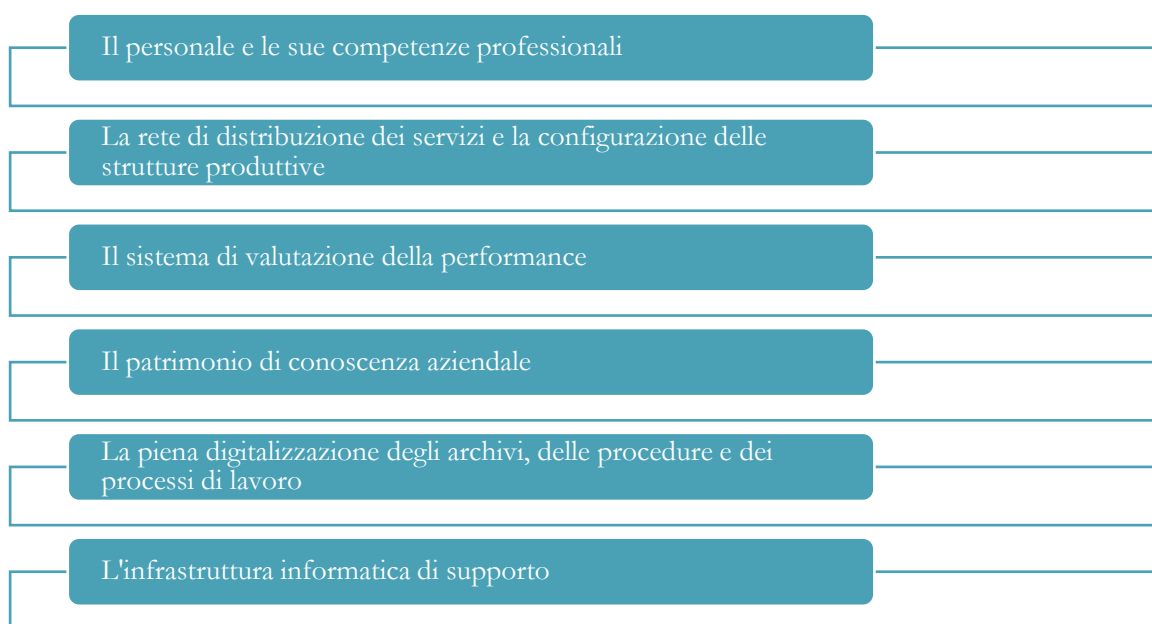 Il personale e le sue competenze professionali
La rete di distribuzione dei servizi e la configurazione delle
strutture produttive
Il sistema di valutazione della performance
Il patrimonio di conoscenza aziendale
La piena digitalizzazione degli archivi, delle procedure e dei
processi di lavoro
L'infrastruttura informatica di supporto